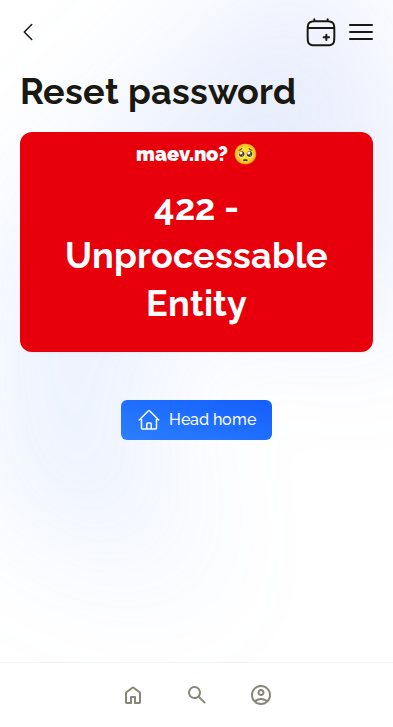 Reset password
maev.no? 🥺
422 -
Unprocessable
Entity
Head home